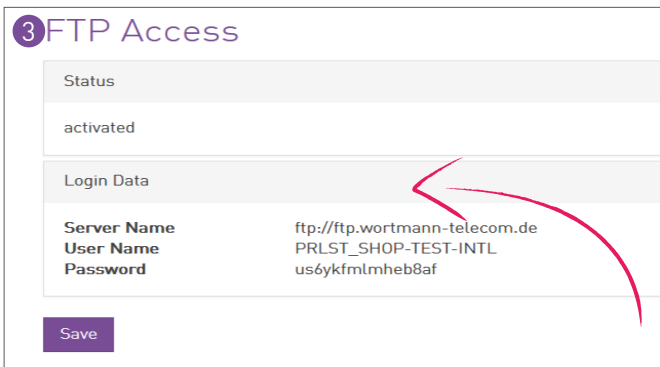 3 FTP Access
Status
activated
Login Data
Server Name ftp://ftp.wortmann-telecom.de
User Name PRLST_SHOP-TEST-INTL
Password us6ykfmlmheb8af
Save